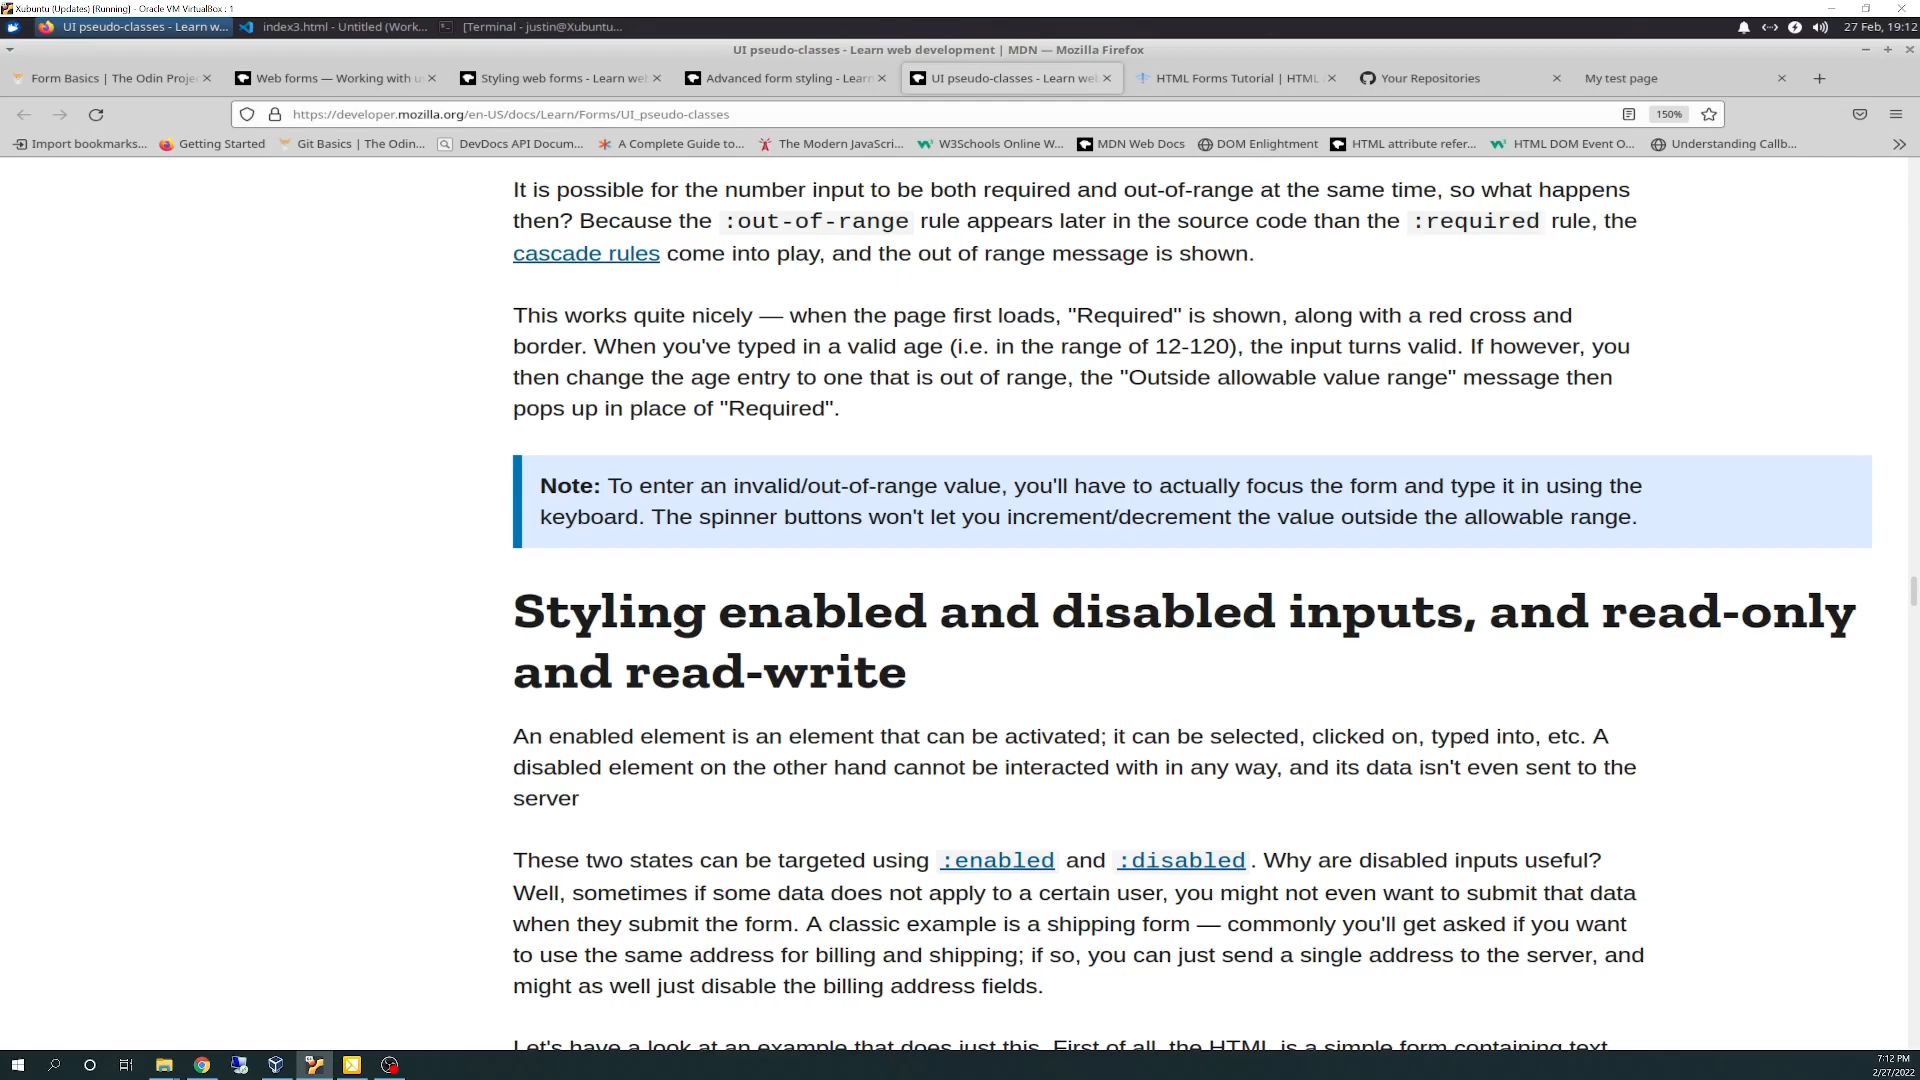 Xubuntu (Updates) [Running] - Oracle VM VirtualBox : 1
UI pseudo-classes - Learn w...
index3.html - Untitled (Work...
[Terminal - justin@Xubuntu...
27 Feb, 19:12
UI pseudo-classes - Learn web development | MDN — Mozilla Firefox
Form Basics | The Odin Proje
Web forms — Working with u
Styling web forms - Learn we
Advanced form styling - Learn
UI pseudo-classes - Learn we
HTML Forms Tutorial | HTML
Your Repositories
My test page
https://developer.mozilla.org/en-US/docs/Learn/Forms/UI_pseudo-classes
150%
Import bookmarks...
Getting Started
Git Basics | The Odin...
DevDocs API Docum...
A Complete Guide to...
The Modern JavaScri...
W3Schools Online W...
MDN Web Docs
DOM Enlightment
HTML attribute refer...
HTML DOM Event O...
Understanding Callb...
It is possible for the number input to be both required and out-of-range at the same time, so what happens
then? Because the :out-of-range rule appears later in the source code than the :required rule, the
cascade rules come into play, and the out of range message is shown.
This works quite nicely — when the page first loads, "Required" is shown, along with a red cross and
border. When you've typed in a valid age (i.e. in the range of 12-120), the input turns valid. If however, you
then change the age entry to one that is out of range, the "Outside allowable value range" message then
pops up in place of "Required".
Note: To enter an invalid/out-of-range value, you'll have to actually focus the form and type it in using the
keyboard. The spinner buttons won't let you increment/decrement the value outside the allowable range.
Styling enabled and disabled inputs, and read-only
and read-write
An enabled element is an element that can be activated; it can be selected, clicked on, typed into, etc. A
disabled element on the other hand cannot be interacted with in any way, and its data isn't even sent to the
server
These two states can be targeted using :enabled and :disabled. Why are disabled inputs useful?
Well, sometimes if some data does not apply to a certain user, you might not even want to submit that data
when they submit the form. A classic example is a shipping form — commonly you'll get asked if you want
to use the same address for billing and shipping; if so, you can just send a single address to the server, and
might as well just disable the billing address fields.
Let's have a look at an example that does just this. First of all, the HTML is a simple form containing text
7:12 PM
2/27/2022